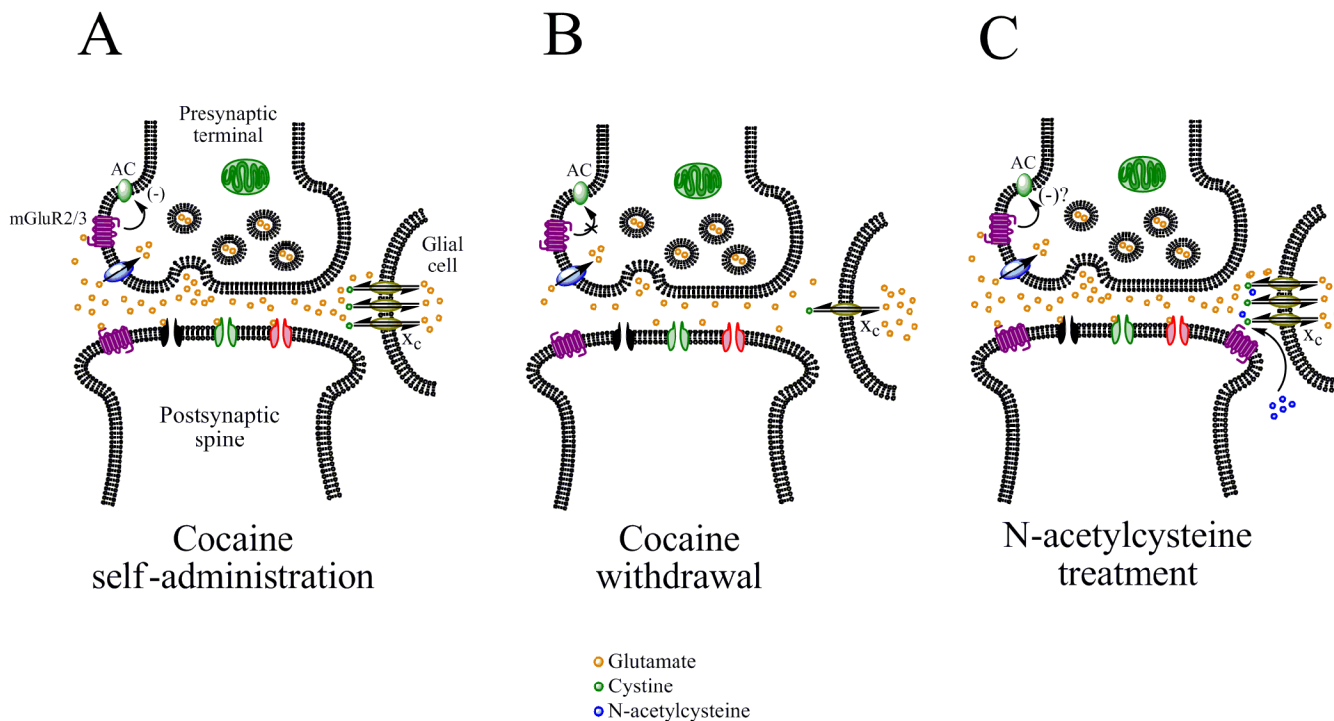 A
B
C
Presynaptic
terminal
AC
(-)
mGluR2/3
Glial
cell
xc
Postsynaptic
spine
AC
xc
AC
(-)?
xc
Cocaine
self-administration
Cocaine
withdrawal
N-acetylcysteine
treatment
Glutamate
Cystine
N-acetylcysteine